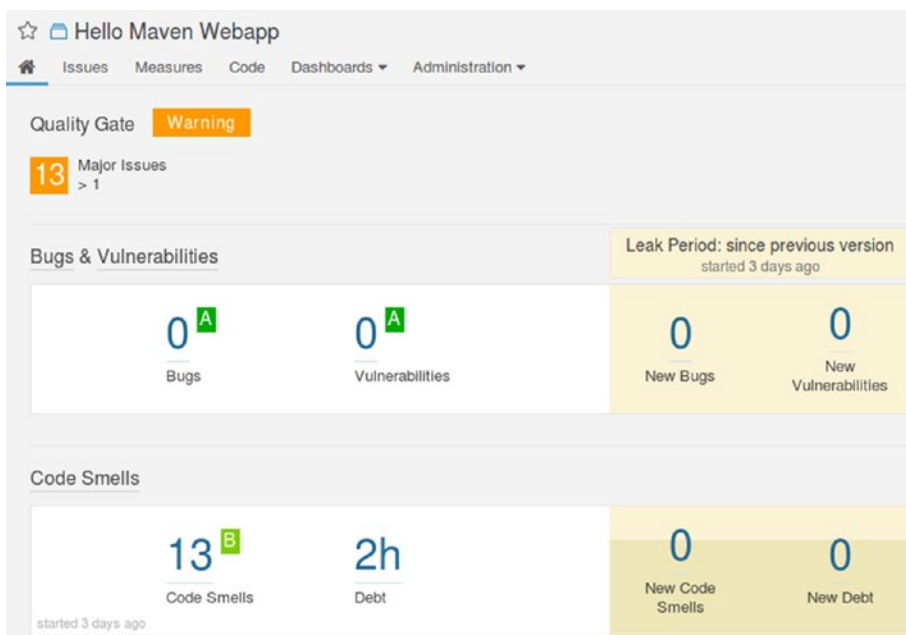 Hello Maven Webapp
Issues Measures Code Dashboards Administration
Quality Gate Warning
13 Major Issues
> 1
Bugs & Vulnerabilities
Leak Period: since previous version
started 3 days ago
0 A
Bugs
0 A
Vulnerabilities
0
New Bugs
0
New
Vulnerabilities
Code Smells
13 B
Code Smells
2h
Debt
0
New Code
Smells
0
New Debt
started 3 days ago